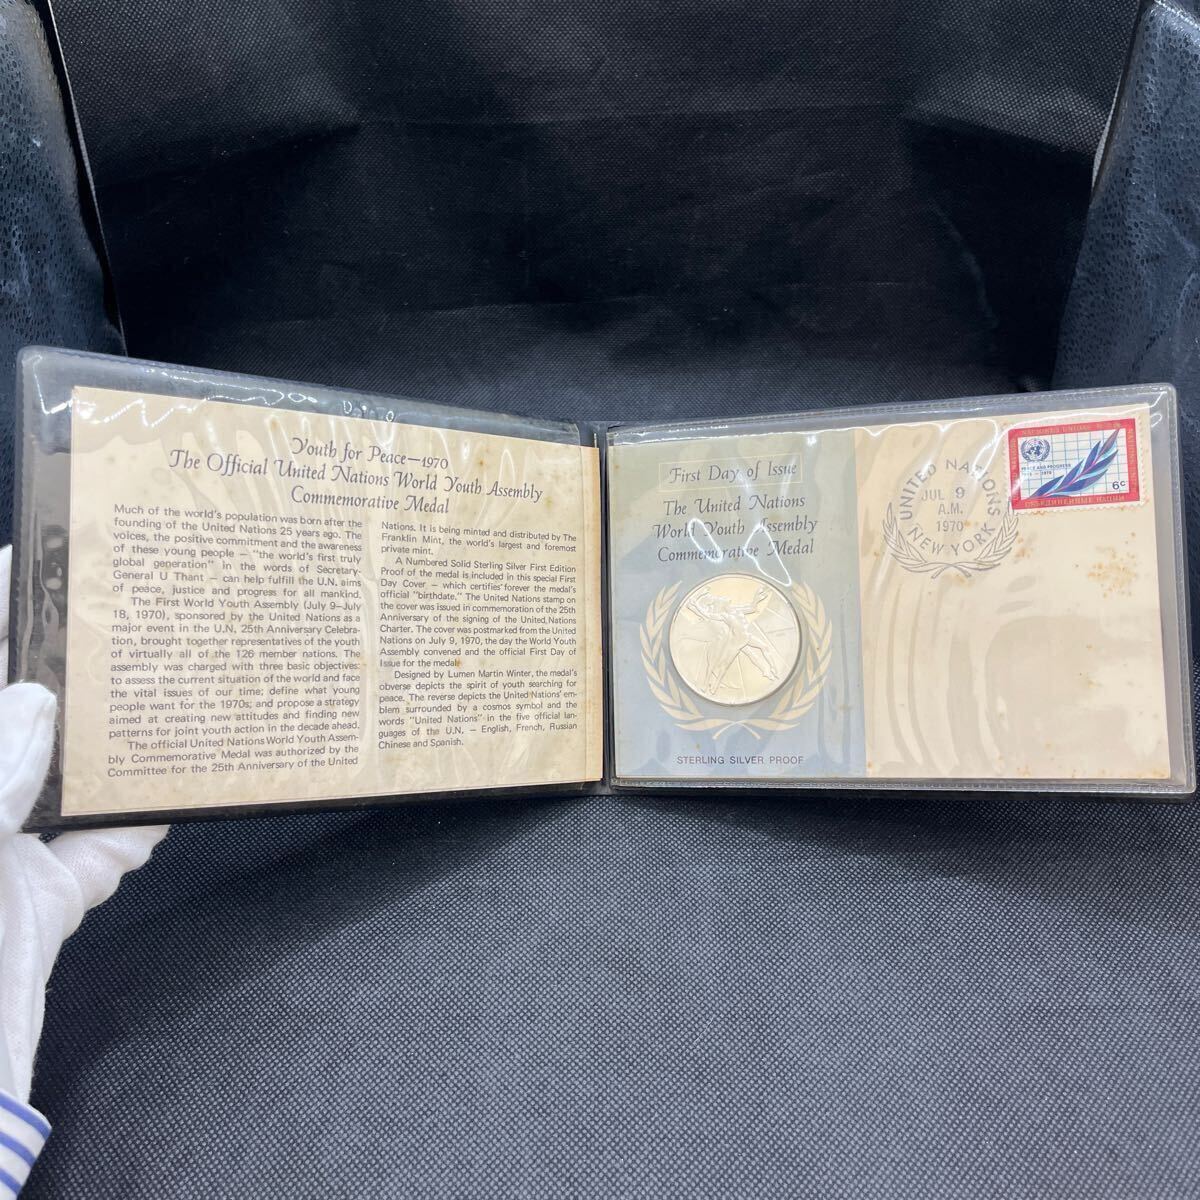 Youth for Peace—1970
The Official United Nations World Youth Assembly
Commemorative Medal
Much of the world's population was born after the
founding of the United Nations 25 years ago. The
voices, the positive commitment and the awareness
of these young people — "the world's first truly
global generation" in the words of Secretary-
General U Thant — can help fulfill the U.N. aims
of peace, justice and progress for all mankind.
The First World Youth Assembly (July 9–July
18, 1970), sponsored by the United Nations as a
major event in the U.N. 25th Anniversary Celebra-
tion, brought together representatives of the youth
of virtually all of the 126 member nations. The
assembly was charged with three basic objectives:
to assess the current situation of the world and face
the vital issues of our time; define what young
people want for the 1970s; and propose a strategy
aimed at creating new attitudes and finding new
patterns for joint youth action in the decade ahead.
The official United Nations World Youth Assem-
bly Commemorative Medal was authorized by the
Committee for the 25th Anniversary of the United
Nations. It is being minted and distributed by The
Franklin Mint, the world's largest and foremost
private mint.
A Numbered Solid Sterling Silver First Edition
Proof of the medal is included in this special First
Day Cover — which certifies forever the medal's
official "birthdate." The United Nations stamp on
the cover was issued in commemoration of the 25th
Anniversary of the signing of the United Nations
Charter. The cover was postmarked from the United
Nations on July 9, 1970, the day the World Youth
Assembly convened and the official First Day of
Issue for the medal.
Designed by Lumen Martin Winter, the medal's
obverse depicts the spirit of youth searching for
peace. The reverse depicts the United Nations' em-
blem surrounded by a cosmos symbol and the
words "United Nations" in the five official lan-
guages of the U.N. — English, French, Russian
Chinese and Spanish.
First Day of Issue
The United Nations
World Youth Assembly
Commemorative Medal
STERLING SILVER PROOF
UNITED NATIONS
JUL 9
A.M.
1970
NEW YORK
NATIONS UNIES
PEACE AND PROGRESS
1970
6c
ОБЪЕДИНЕННЫЕ НАЦИИ